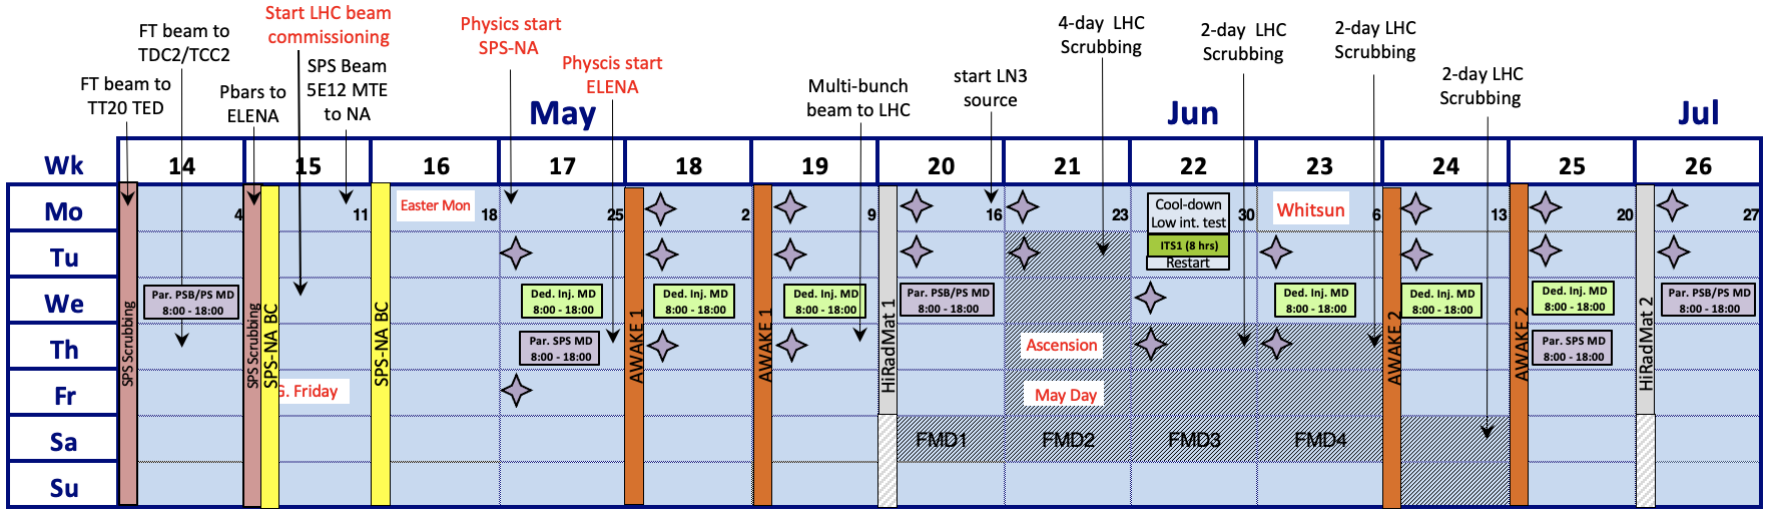 Start LHC beam
commissioning
FT beam to
TDC2/TCC2
Physics start
SPS-NA
4-day LHC
Scrubbing
2-day LHC
Scrubbing
2-day LHC
Scrubbing
SPS Beam
5E12 MTE
to NA
Physcis start
ELENA
2-day LHC
Scrubbing
FT beam to
TT20 TED
Pbars to
ELENA
Multi-bunch
beam to LHC
start LN3
source
May
Jun
Jul
Wk 14 15 16 17 18 19 20 21 22 23 24 25 26
Mo 4 11 Easter Mon 18 25 2 9 16 23 Cool-down 30 Whitsun 6 13 20 27
Low int. test
Tu ITS1 (8 hrs)
Restart
We Par. PSB/PS MD Ded. Inj. MD Ded. Inj. MD Ded. Inj. MD Par. PSB/PS MD Ded. Inj. MD Ded. Inj. MD Ded. Inj. MD Par. PSB/PS MD
8:00 - 18:00 8:00 - 18:00 8:00 - 18:00 8:00 - 18:00 8:00 - 18:00 8:00 - 18:00 8:00 - 18:00 8:00 - 18:00 8:00 - 18:00
Th Par. SPS MD Ascension Par. SPS MD
8:00 - 18:00 8:00 - 18:00
Fr G. Friday May Day
Sa FMD1 FMD2 FMD3 FMD4
Su
SPS Scrubbing
SPS Scrubbing
SPS-NA BC
SPS-NA BC
AWAKE 1
AWAKE 1
HiRadMat 1
AWAKE 2
AWAKE 2
HiRadMat 2